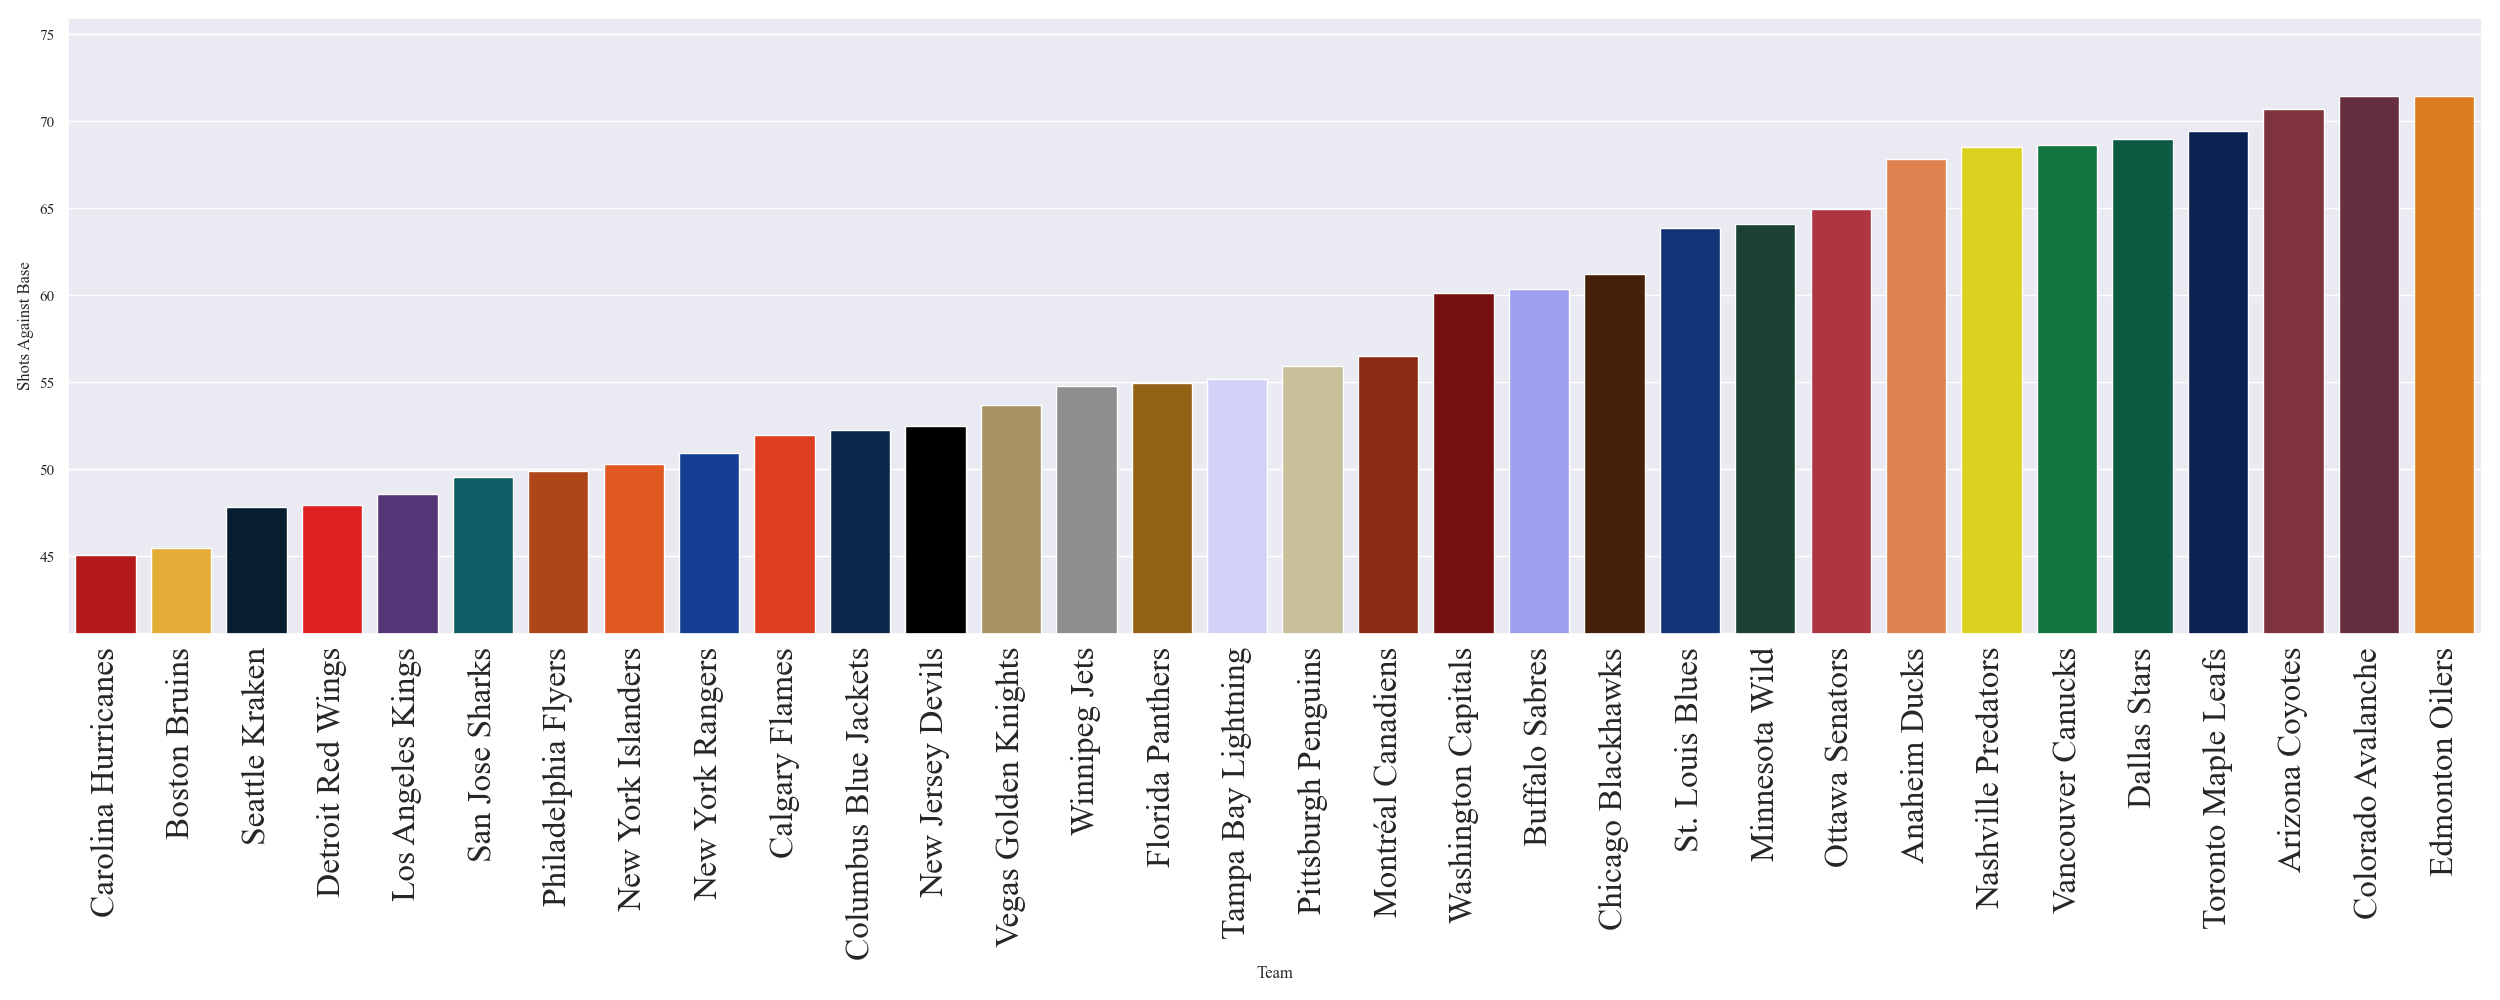 75
70
65
60
55
50
45
Shots Against Base
Carolina Hurricanes
Boston Bruins
Seattle Kraken
Detroit Red Wings
Los Angeles Kings
San Jose Sharks
Philadelphia Flyers
New York Islanders
New York Rangers
Calgary Flames
Columbus Blue Jackets
New Jersey Devils
Vegas Golden Knights
Winnipeg Jets
Florida Panthers
Tampa Bay Lightning
Pittsburgh Penguins
Montréal Canadiens
Washington Capitals
Buffalo Sabres
Chicago Blackhawks
St. Louis Blues
Minnesota Wild
Ottawa Senators
Anaheim Ducks
Nashville Predators
Vancouver Canucks
Dallas Stars
Toronto Maple Leafs
Arizona Coyotes
Colorado Avalanche
Edmonton Oilers
Team